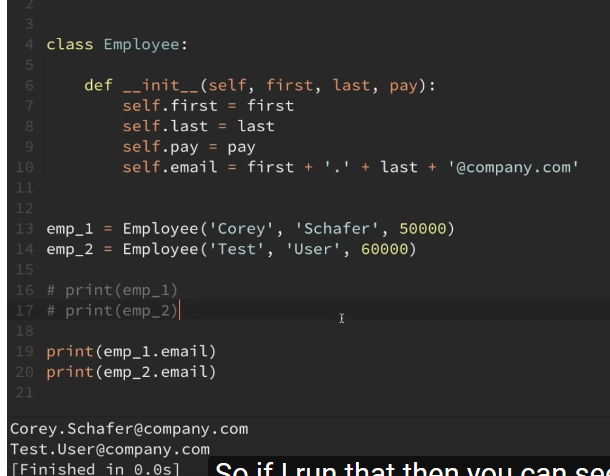 2
3
4 class Employee:
5
6     def __init__(self, first, last, pay):
7         self.first = first
8         self.last = last
9         self.pay = pay
10         self.email = first + '.' + last + '@company.com'
11
12
13 emp_1 = Employee('Corey', 'Schafer', 50000)
14 emp_2 = Employee('Test', 'User', 60000)
15
16 # print(emp_1)
17 # print(emp_2)
18
19 print(emp_1.email)
20 print(emp_2.email)
21
Corey.Schafer@company.com
Test.User@company.com
[Finished in 0.0s]
So if I run that then you can see